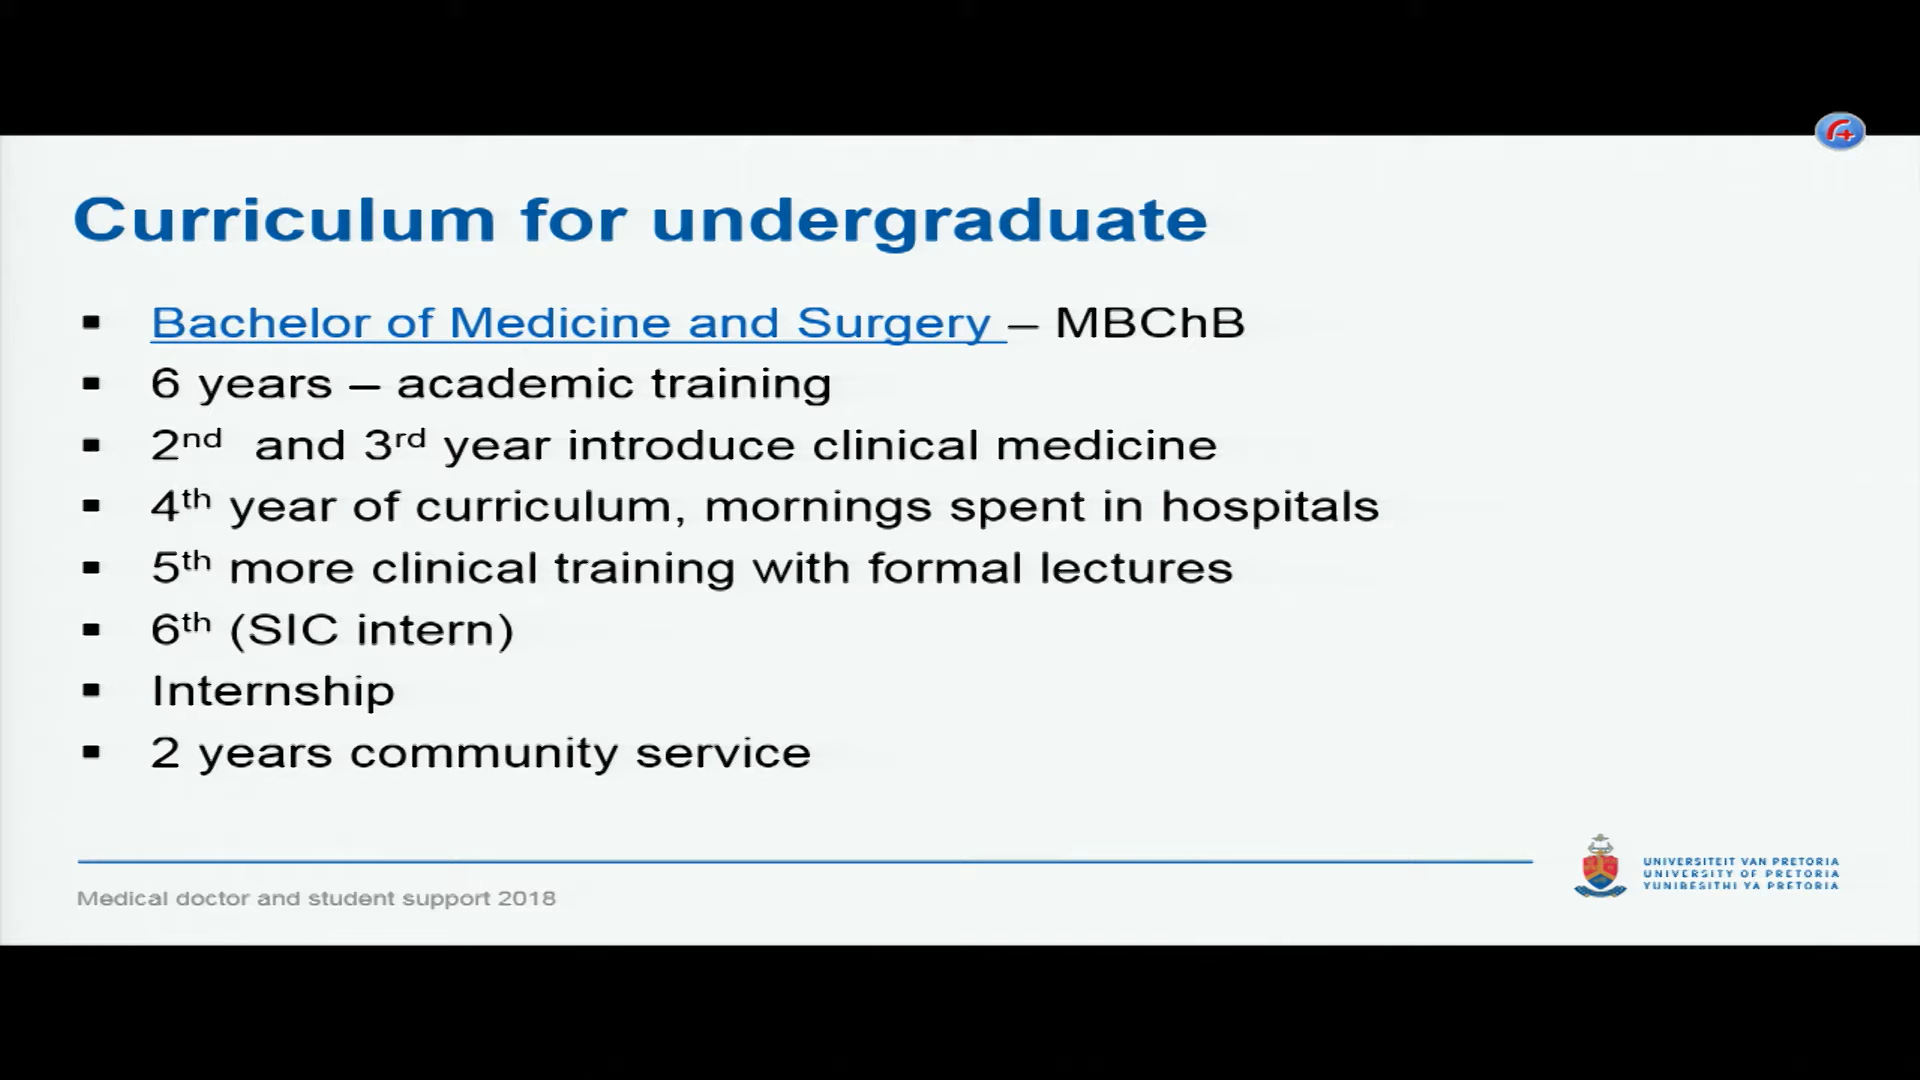 Curriculum for undergraduate
▪ Bachelor of Medicine and Surgery – MBChB
▪ 6 years – academic training
▪ 2nd and 3rd year introduce clinical medicine
▪ 4th year of curriculum, mornings spent in hospitals
▪ 5th more clinical training with formal lectures
▪ 6th (SIC intern)
▪ Internship
▪ 2 years community service
UNIVERSITEIT VAN PRETORIA
UNIVERSITY OF PRETORIA
YUNIBESITHI YA PRETORIA
Medical doctor and student support 2018